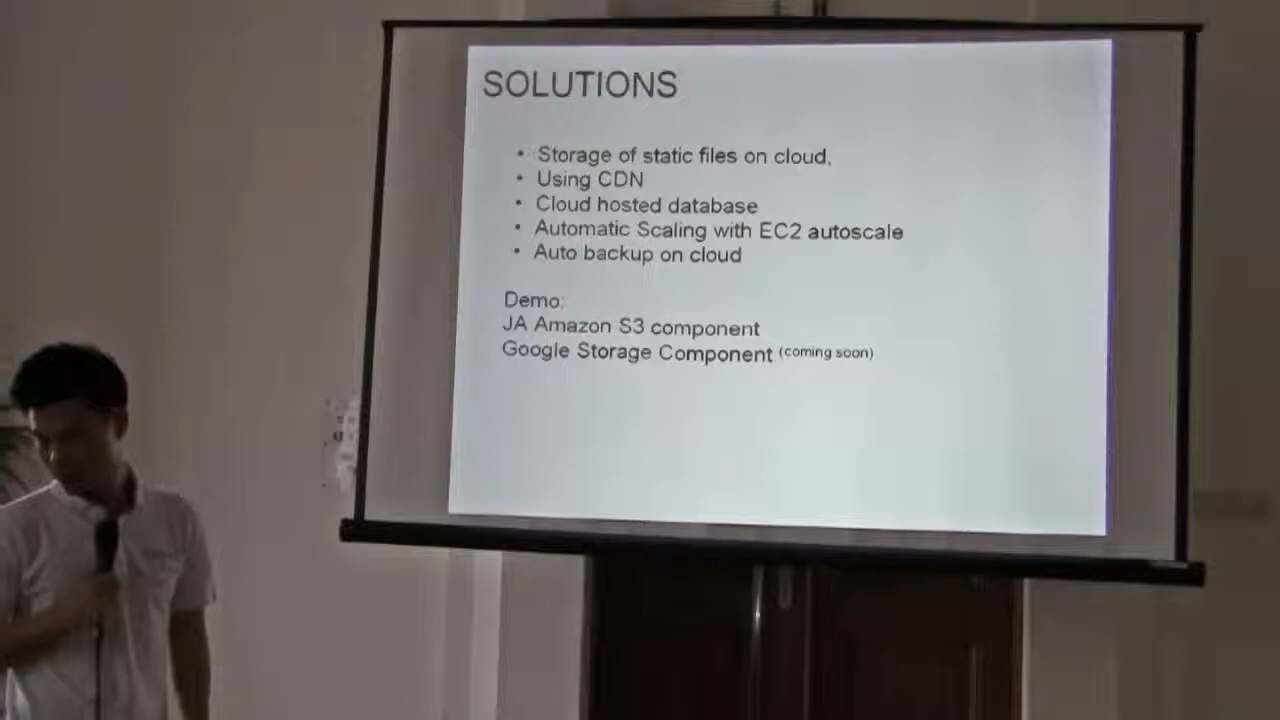 SOLUTIONS
• Storage of static files on cloud,
• Using CDN
• Cloud hosted database
• Automatic Scaling with EC2 autoscale
• Auto backup on cloud
Demo:
JA Amazon S3 component
Google Storage Component (coming soon)